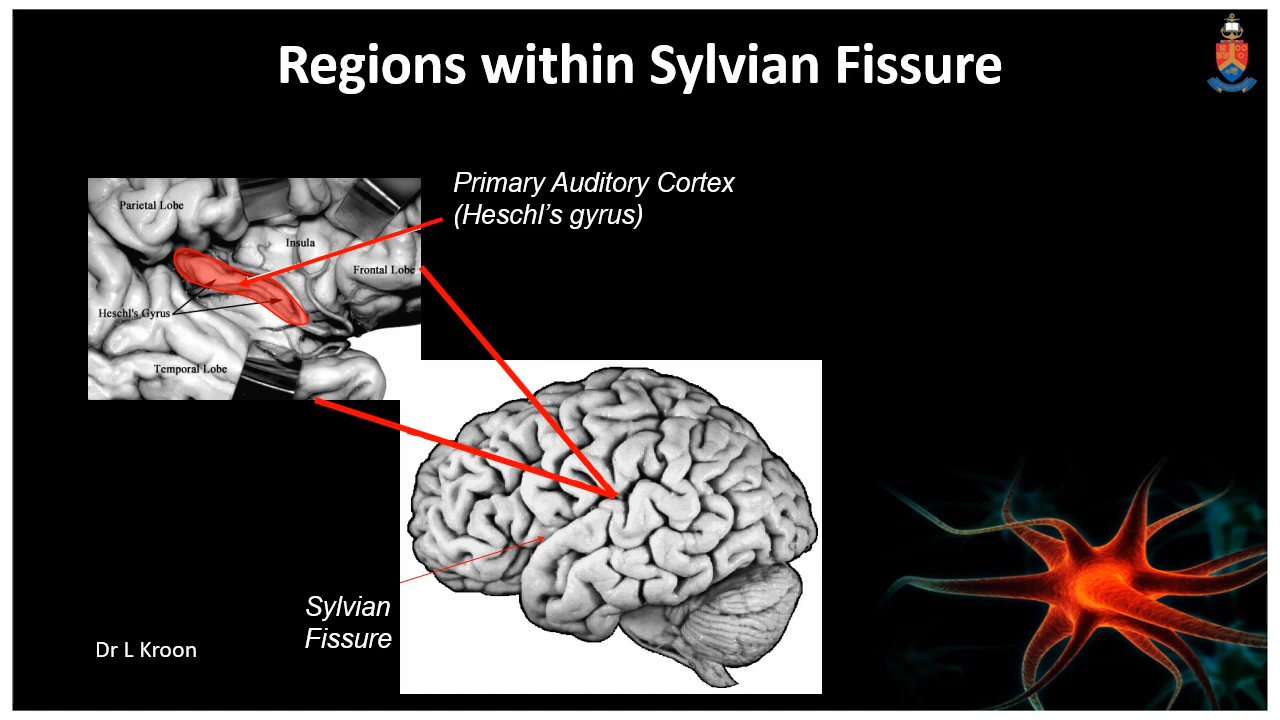 Regions within Sylvian Fissure
Primary Auditory Cortex
(Heschl’s gyrus)
Parietal Lobe
Insula
Frontal Lobe
Heschl's Gyrus
Temporal Lobe
Sylvian
Fissure
Dr L Kroon